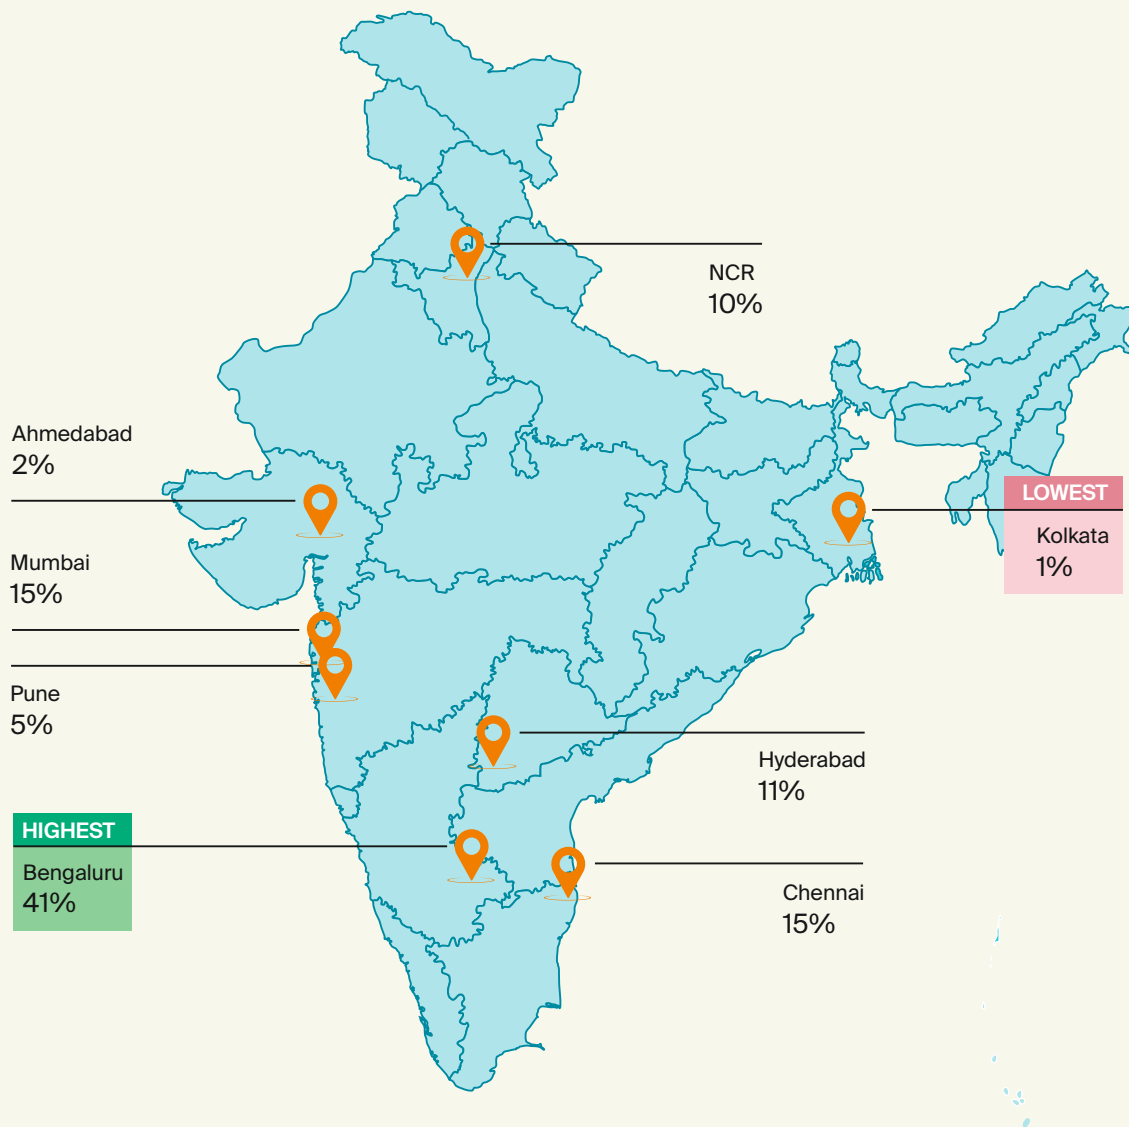 NCR
10%
Ahmedabad
2%
LOWEST
Kolkata
1%
Mumbai
15%
Pune
5%
Hyderabad
11%
HIGHEST
Bengaluru
41%
Chennai
15%